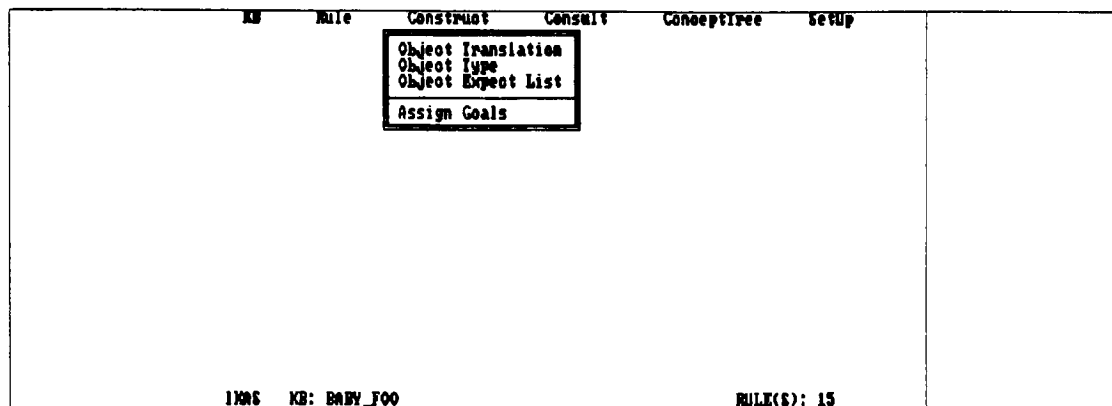 KB Rule Construct Consult ConceptTree SetUp
Object Translation
Object Type
Object Expect List
Assign Goals
KB: BABY_FOO RULE(S): 15